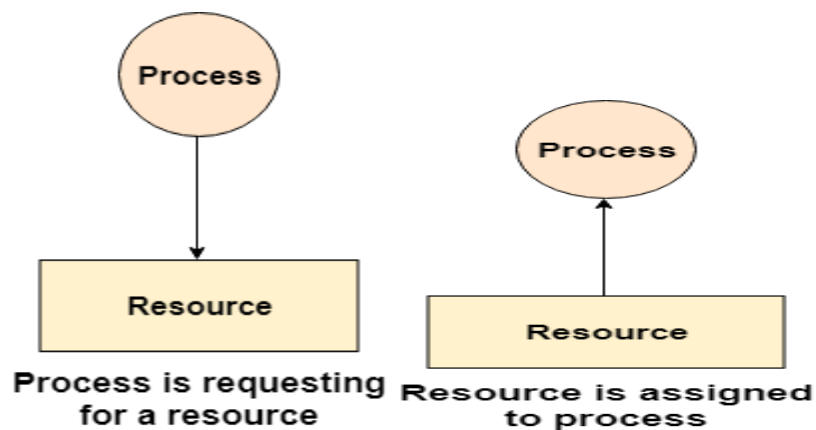 Process
Resource
Process is requesting
for a resource
Process
Resource
Resource is assigned
to process